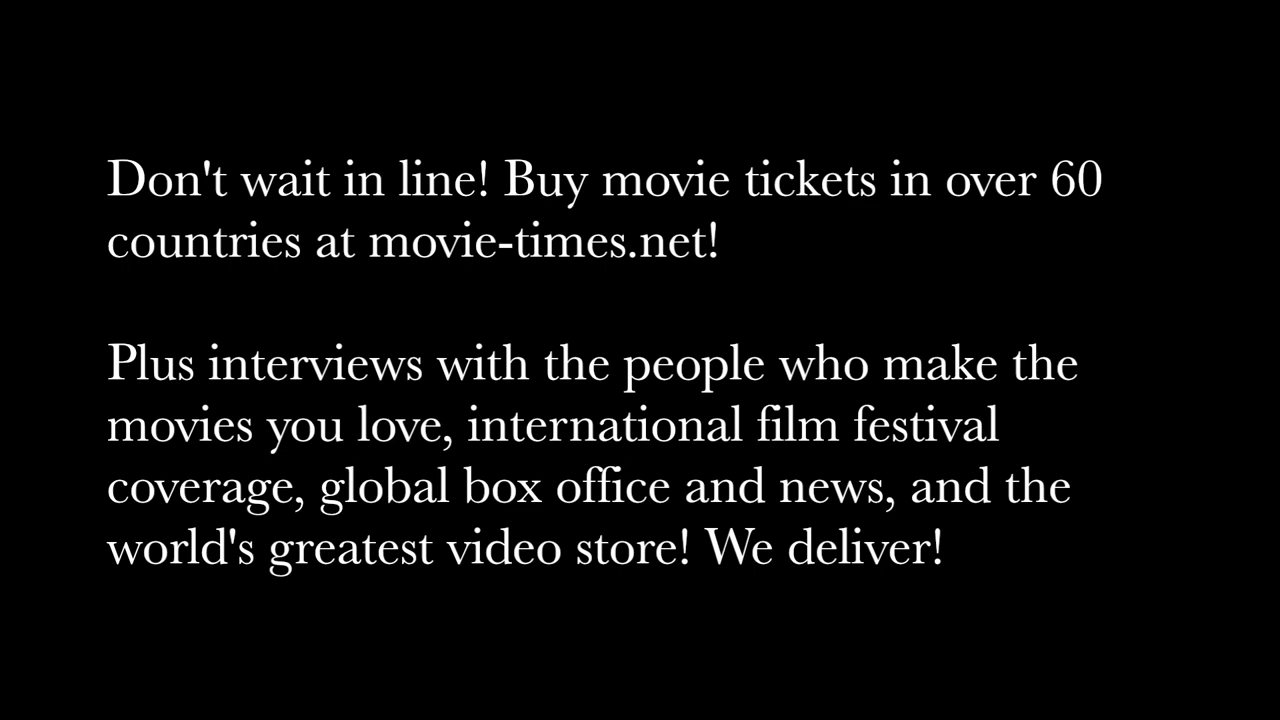 Don't wait in line! Buy movie tickets in over 60
countries at movie-times.net!
Plus interviews with the people who make the
movies you love, international film festival
coverage, global box office and news, and the
world's greatest video store! We deliver!